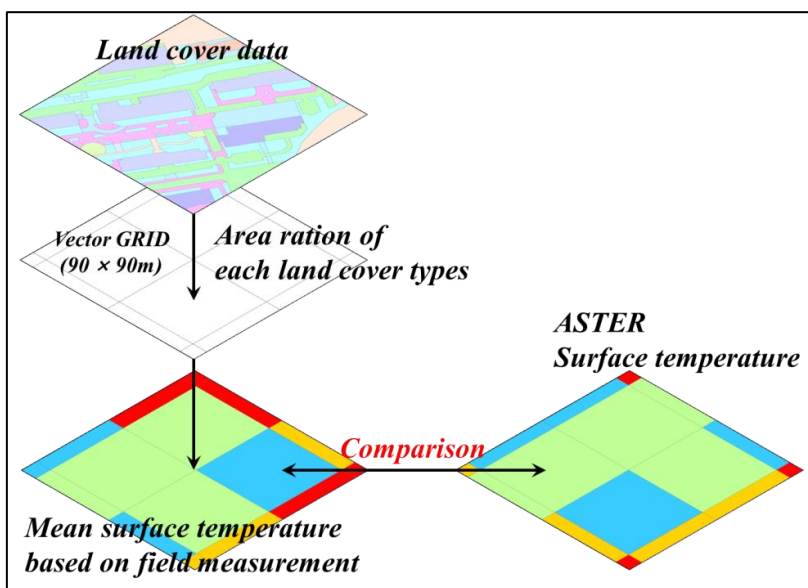 Land cover data
Vector GRID
(90 × 90m)
Area ration of
each land cover types
ASTER
Surface temperature
Comparison
Mean surface temperature
based on field measurement